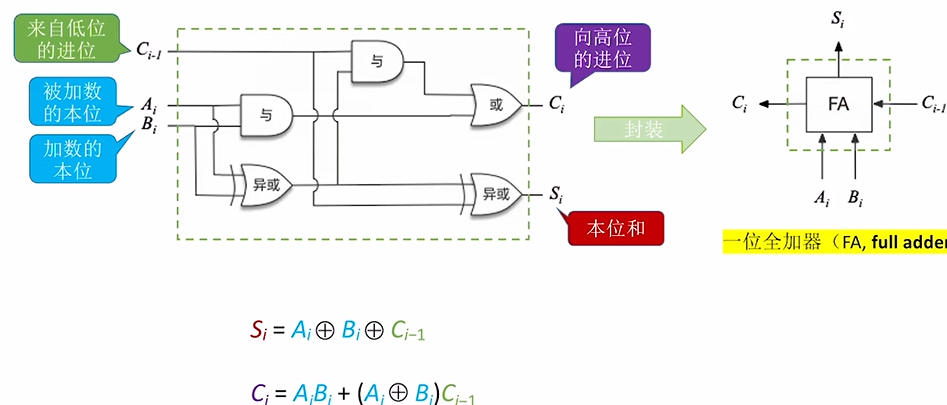 来自低位
的进位
C_{i-1}
与
向高位
的进位
被加数
的本位
A_i
B_i
加数的
本位
与
或
C_i
异或
异或
S_i
本位和
封装
S_i
C_i
FA
C_{i-1}
A_i B_i
一位全加器（FA, full adder
S_i = A_i ⊕ B_i ⊕ C_{i−1}
C_i = A_iB_i + (A_i ⊕ B_i)C_{i−1}